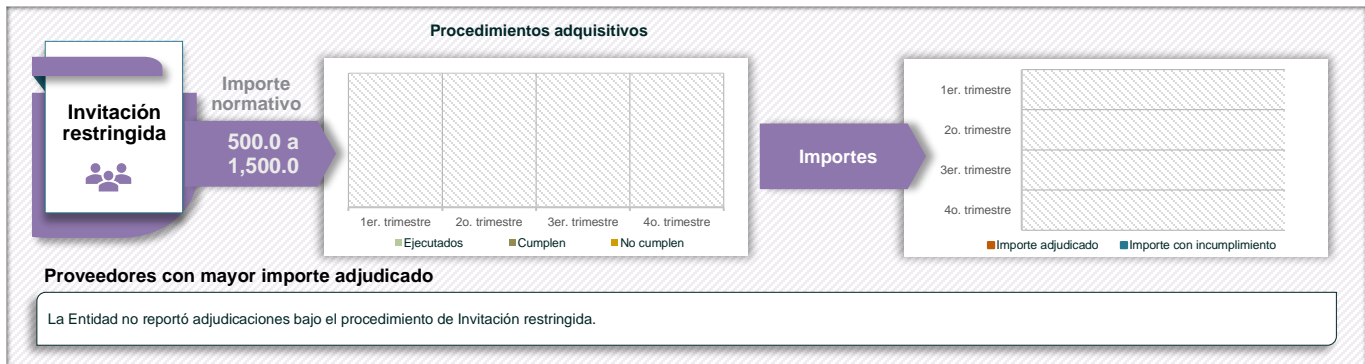 Procedimientos adquisitivos
Invitación
restringida
Importe
normativo
500.0 a
1,500.0
1er. trimestre
2o. trimestre
3er. trimestre
4o. trimestre
Ejecutados
Cumplen
No cumplen
Importes
1er. trimestre
2o. trimestre
3er. trimestre
4o. trimestre
Importe adjudicado
Importe con incumplimiento
Proveedores con mayor importe adjudicado
La Entidad no reportó adjudicaciones bajo el procedimiento de Invitación restringida.